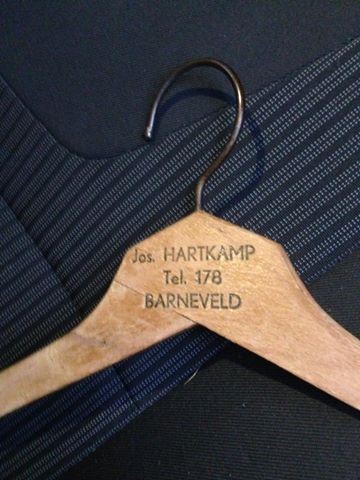 Jos. HARTKAMP
Tel. 178
BARNEVELD